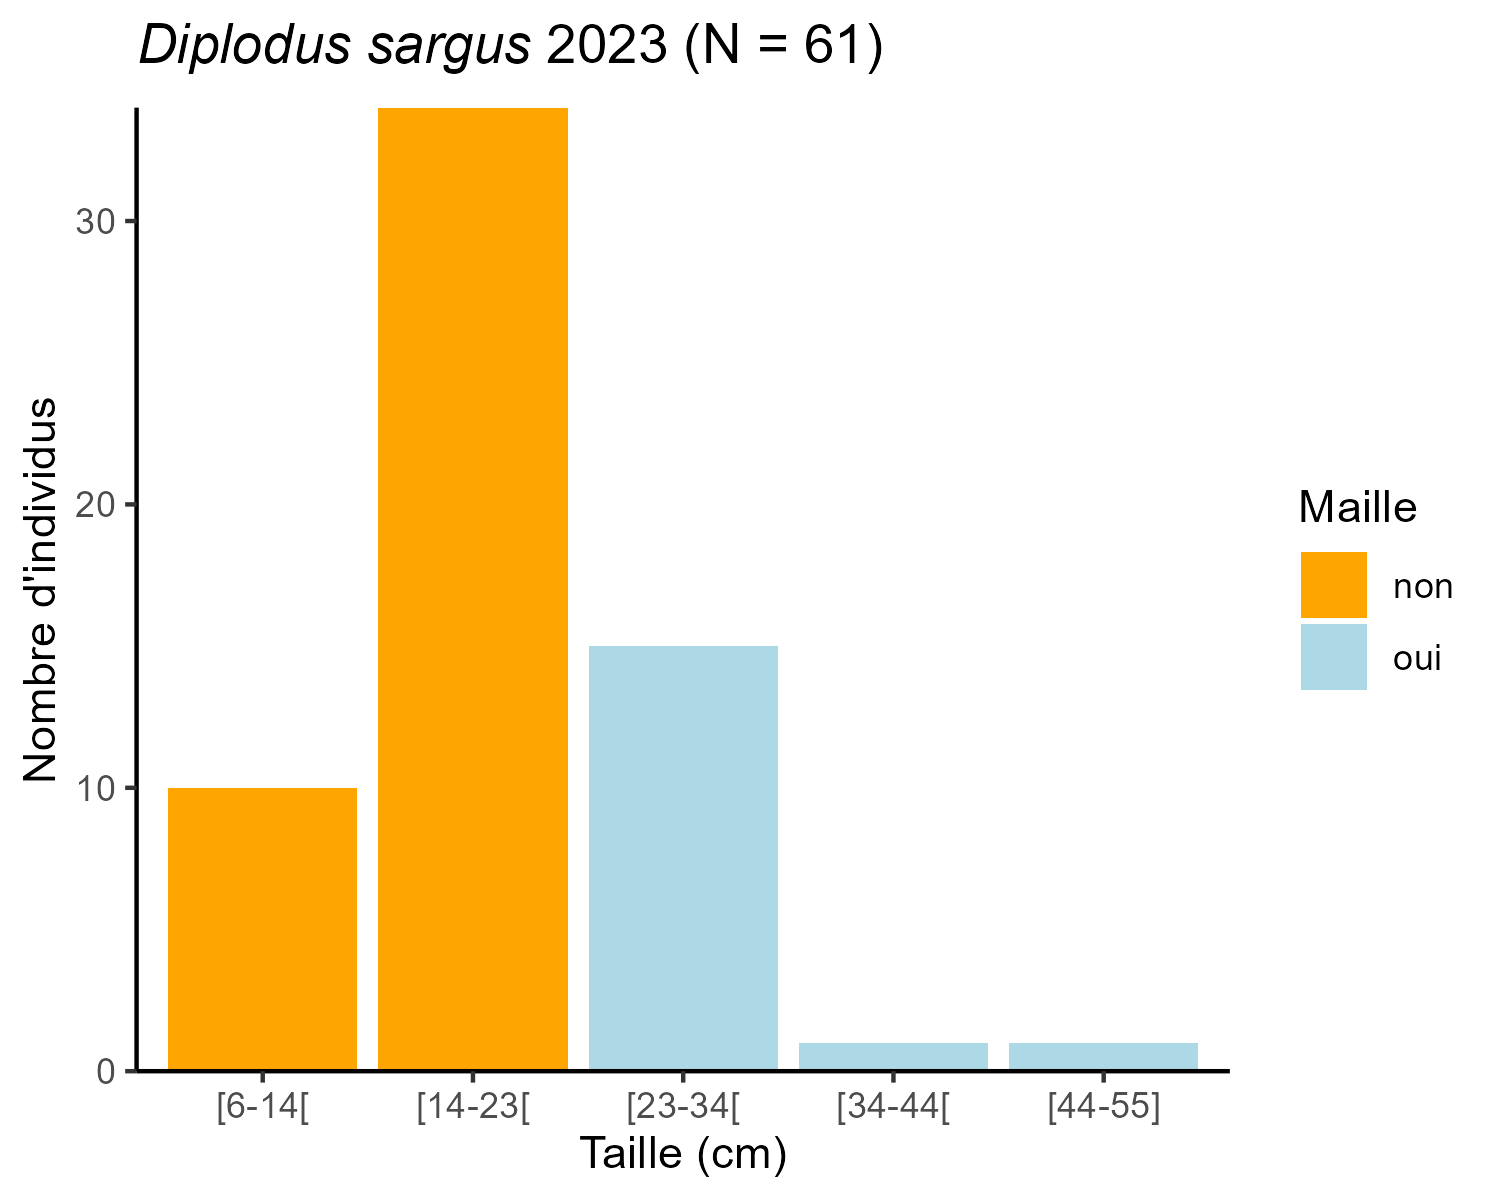 Diplodus sargus 2023 (N = 61)
Nombre d'individus
30
20
10
0
[6-14[
[14-23[
[23-34[
[34-44[
[44-55]
Taille (cm)
Maille
non
oui